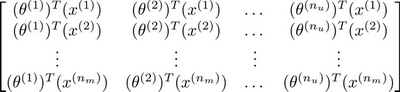 (θ^{(1)})^T(x^{(1)}) (θ^{(2)})^T(x^{(1)}) … (θ^{(n_u)})^T(x^{(1)})
(θ^{(1)})^T(x^{(2)}) (θ^{(2)})^T(x^{(2)}) … (θ^{(n_u)})^T(x^{(2)})
⋮ ⋮ ⋮ ⋮
(θ^{(1)})^T(x^{(n_m)}) (θ^{(2)})^T(x^{(n_m)}) … (θ^{(n_u)})^T(x^{(n_m)})